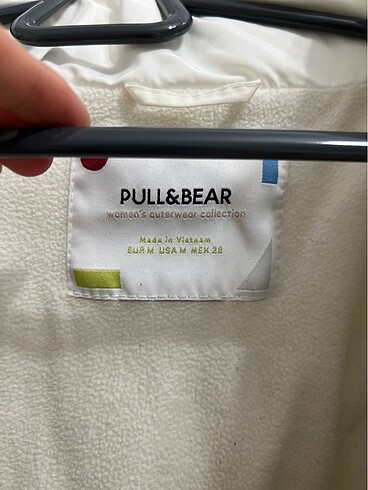 PULL&BEAR
women's outerwear collection
Made in Vietnam
EUR M USA M MEX 28